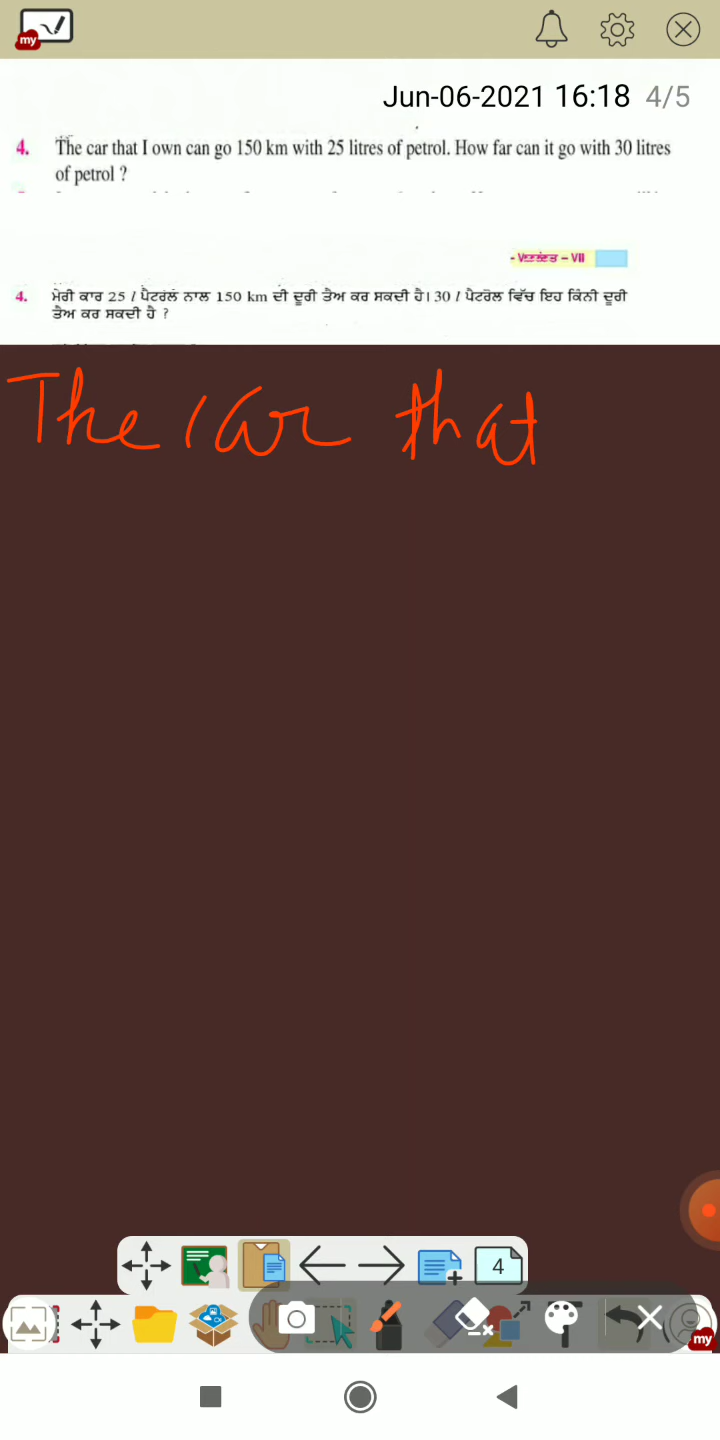 my
Jun-06-2021 16:18 4/5
4. The car that I own can go 150 km with 25 litres of petrol. How far can it go with 30 litres
of petrol ?
- VII
4. ਮੇਰੀ ਕਾਰ 25 l ਪੈਟਰੋਲ ਨਾਲ 150 km ਦੀ ਦੂਰੀ ਤੈਅ ਕਰ ਸਕਦੀ ਹੈ। 30 l ਪੈਟਰੋਲ ਵਿੱਚ ਇਹ ਕਿੰਨੀ ਦੂਰੀ
ਤੈਅ ਕਰ ਸਕਦੀ ਹੈ ?
The car that
4
my